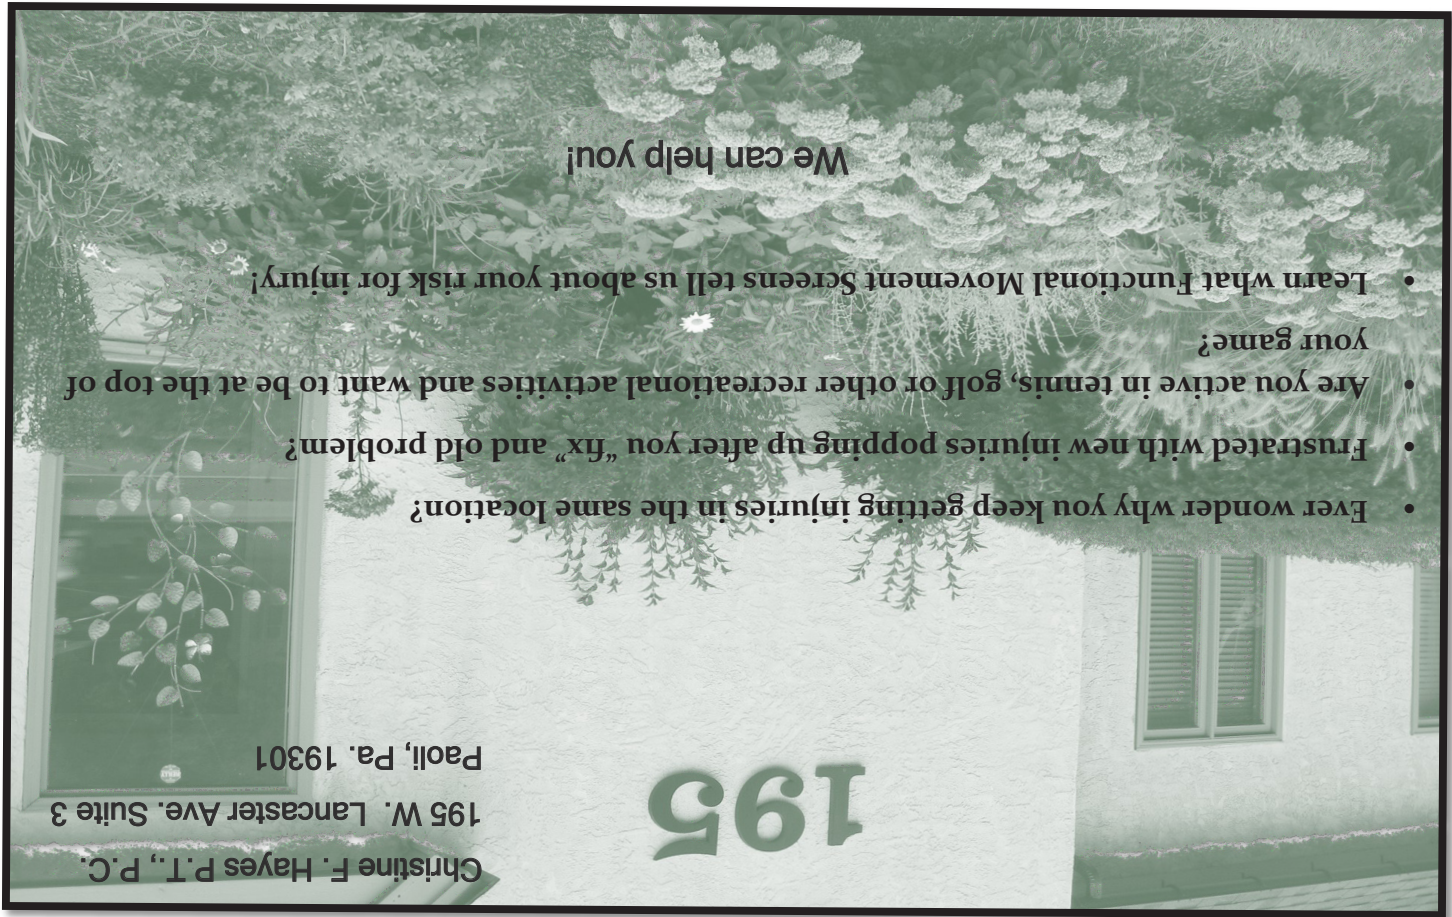 Christine F. Hayes P.T., P.C.
195 W. Lancaster Ave. Suite 3
Paoli, Pa. 19301
195
• Ever wonder why you keep getting injuries in the same location?
• Frustrated with new injuries popping up after you “fix” and old problem?
• Are you active in tennis, golf or other recreational activities and want to be at the top of
your game?
• Learn what Functional Movement Screens tell us about your risk for injury!
We can help you!